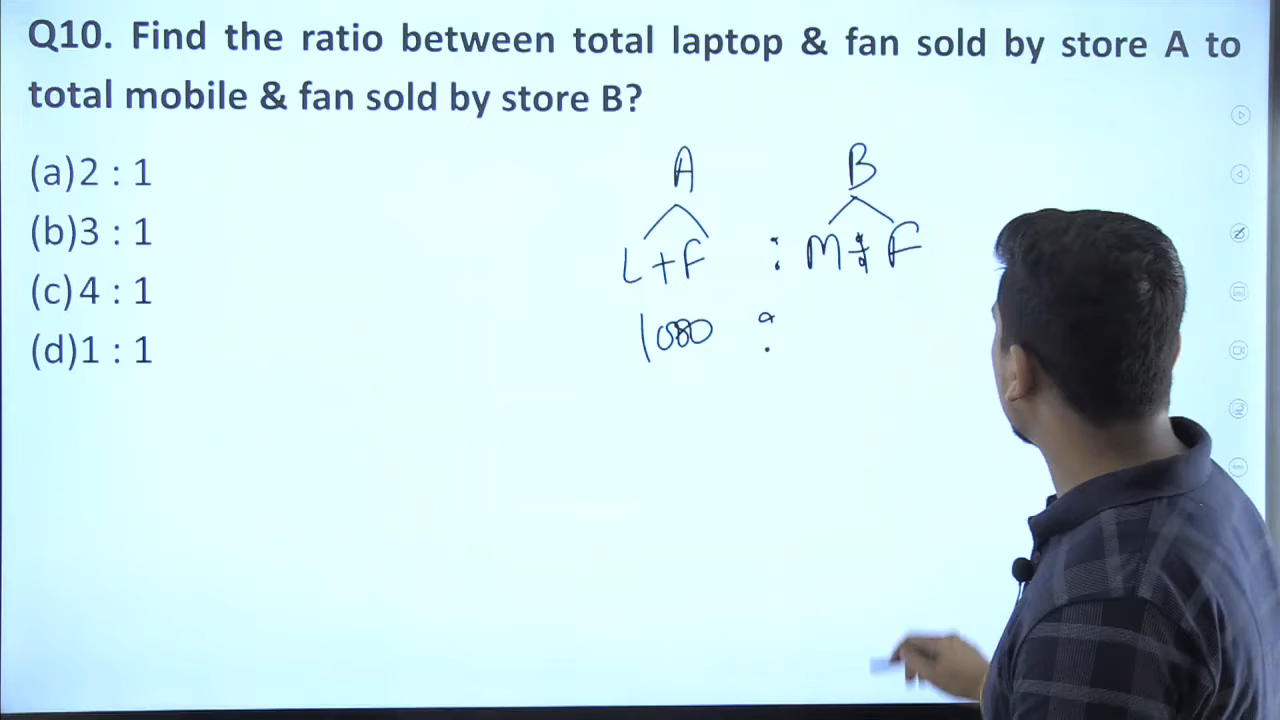 Q10. Find the ratio between total laptop & fan sold by store A to
total mobile & fan sold by store B?
(a)2 : 1
(b)3 : 1
(c)4 : 1
(d)1 : 1
A B
L+F : M+F
1080 :